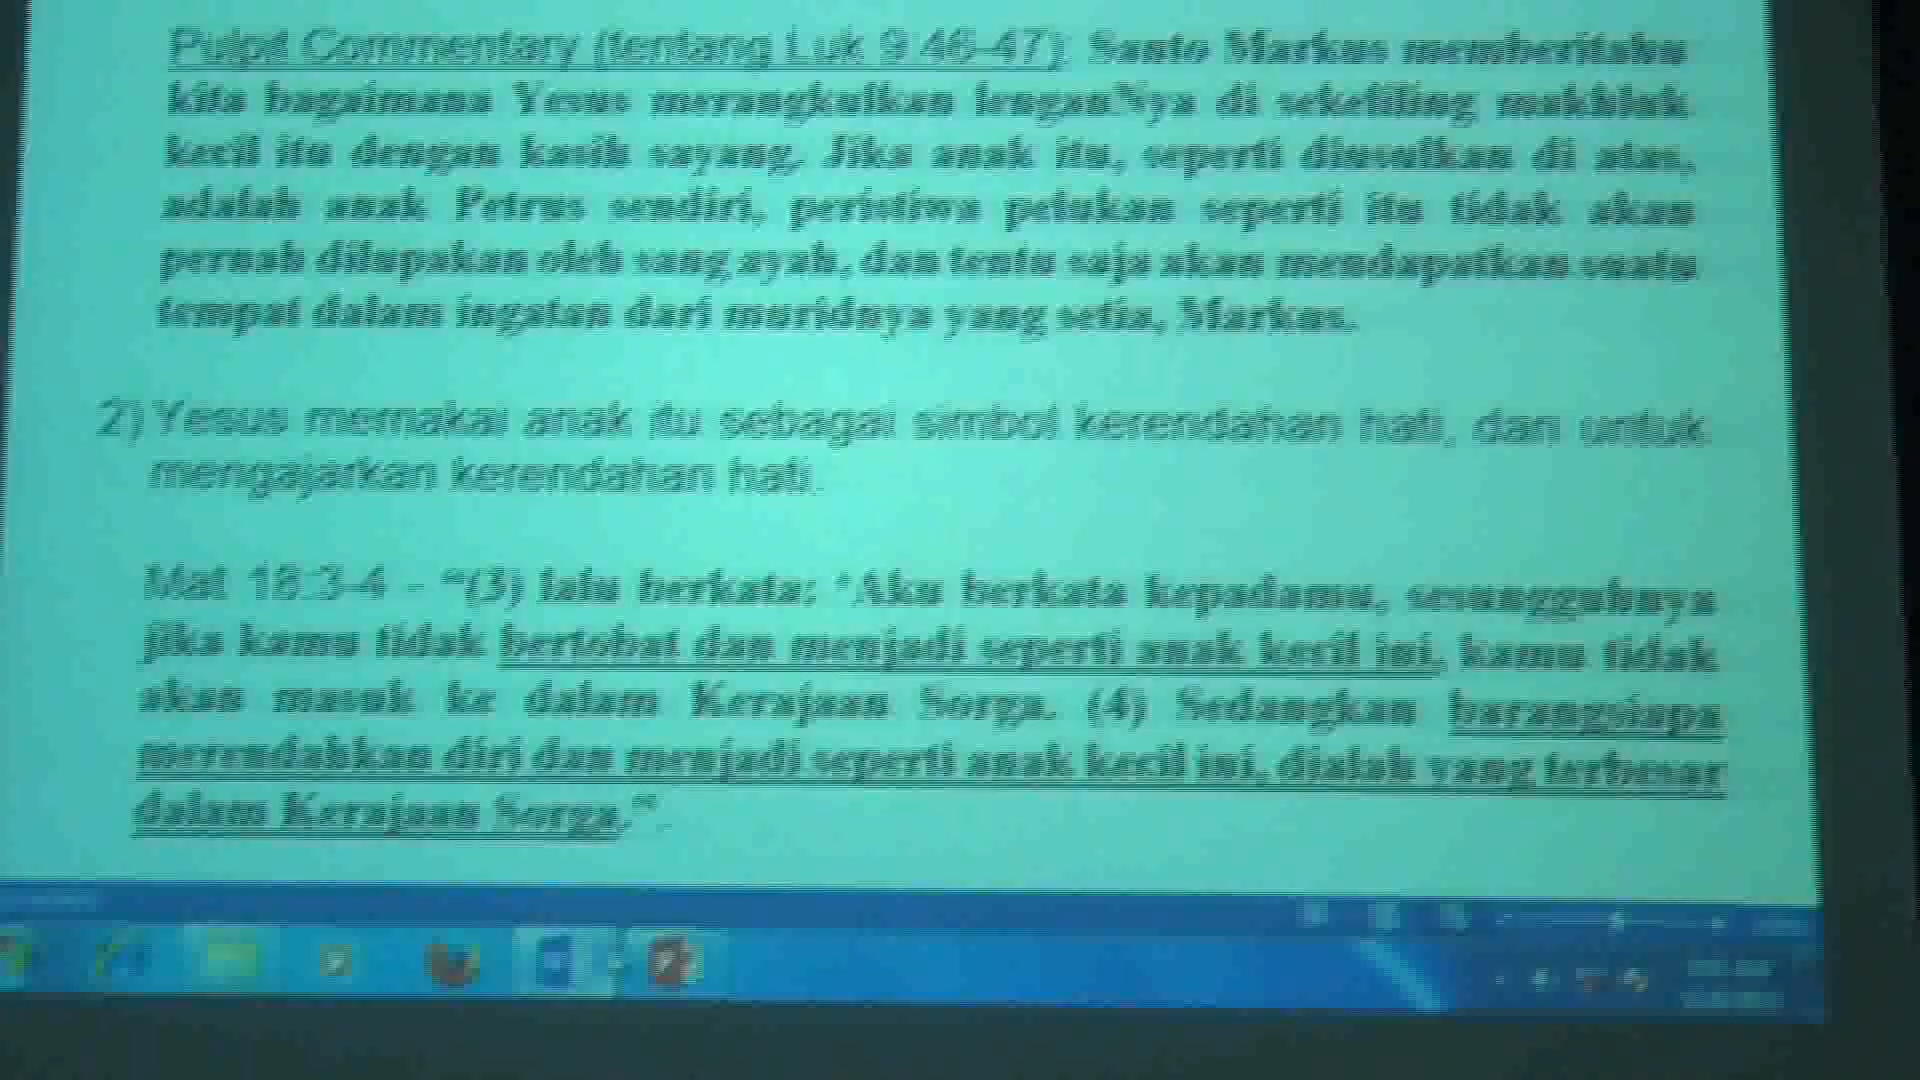 Pulpit Commentary (tentang Luk 9:46-47): Santo Markus memberitahu
kita bagaimana Yesus merangkulkan lenganNya di sekeliling makhluk
kecil itu dengan kasih sayang. Jika anak itu, seperti diusulkan di atas,
adalah anak Petrus sendiri, peristiwa pelukan seperti itu tidak akan
pernah dilupakan oleh sang ayah, dan tentu saja akan mendapatkan suatu
tempat dalam ingatan dari muridnya yang setia, Markus.
2) Yesus memakai anak itu sebagai simbol kerendahan hati, dan untuk
mengajarkan kerendahan hati.
Mat 18:3-4 - “(3) lalu berkata: ‘Aku berkata kepadamu, sesungguhnya
jika kamu tidak bertobat dan menjadi seperti anak kecil ini, kamu tidak
akan masuk ke dalam Kerajaan Sorga. (4) Sedangkan barangsiapa
merendahkan diri dan menjadi seperti anak kecil ini, dialah yang terbesar
dalam Kerajaan Sorga.’”.